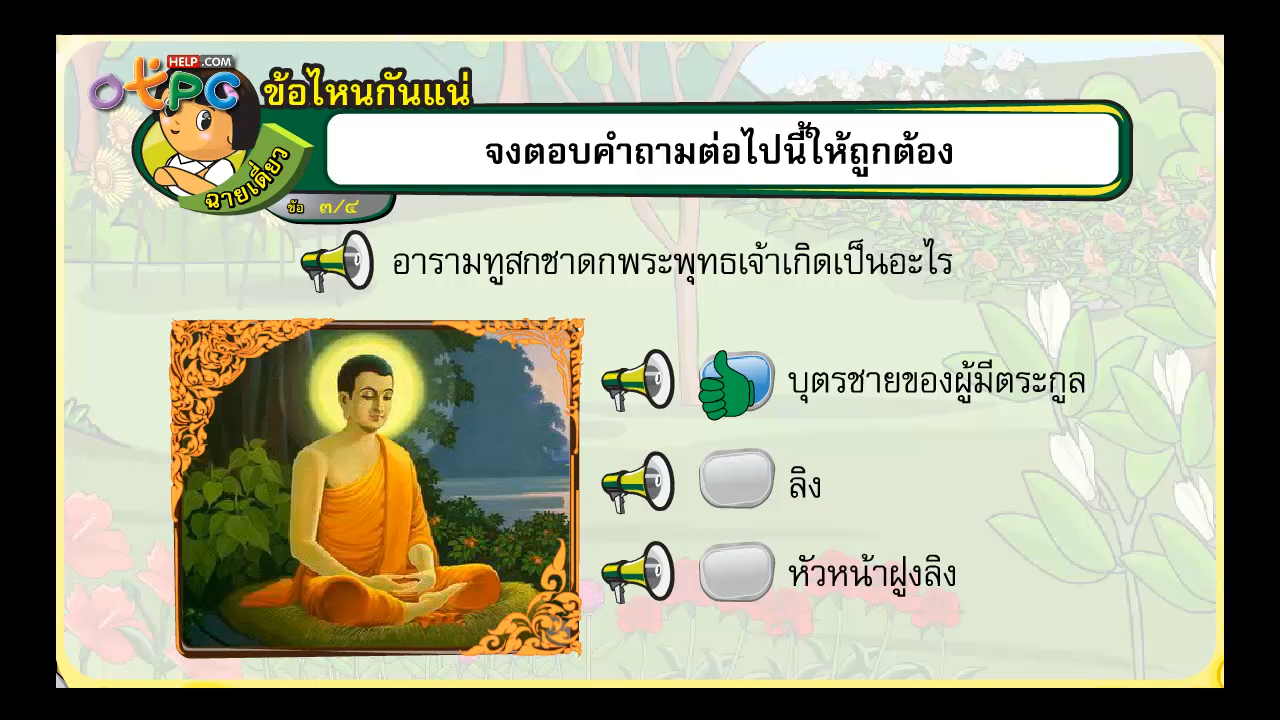 OTPC HELP.COM
ข้อไหนกันแน่
จงตอบคำถามต่อไปนี้ให้ถูกต้อง
ฉายเดี่ยว
ข้อ ๓/๔
อารามทูสกชาดกพระพุทธเจ้าเกิดเป็นอะไร
บุตรชายของผู้มีตระกูล
ลิง
หัวหน้าฝูงลิง